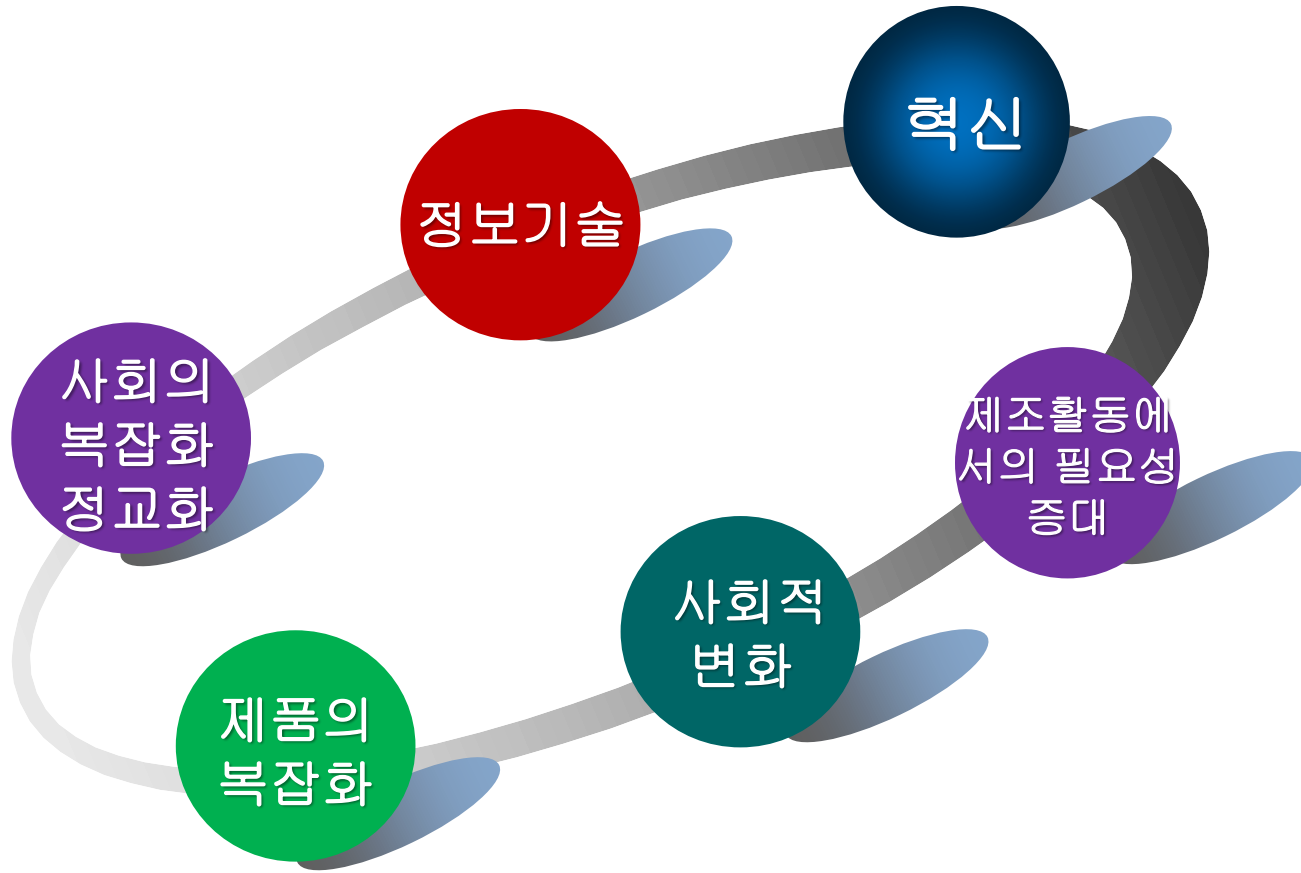 혁신
정보기술
사회의
복잡화
정교화
제조활동에
서의 필요성
증대
사회적
변화
제품의
복잡화